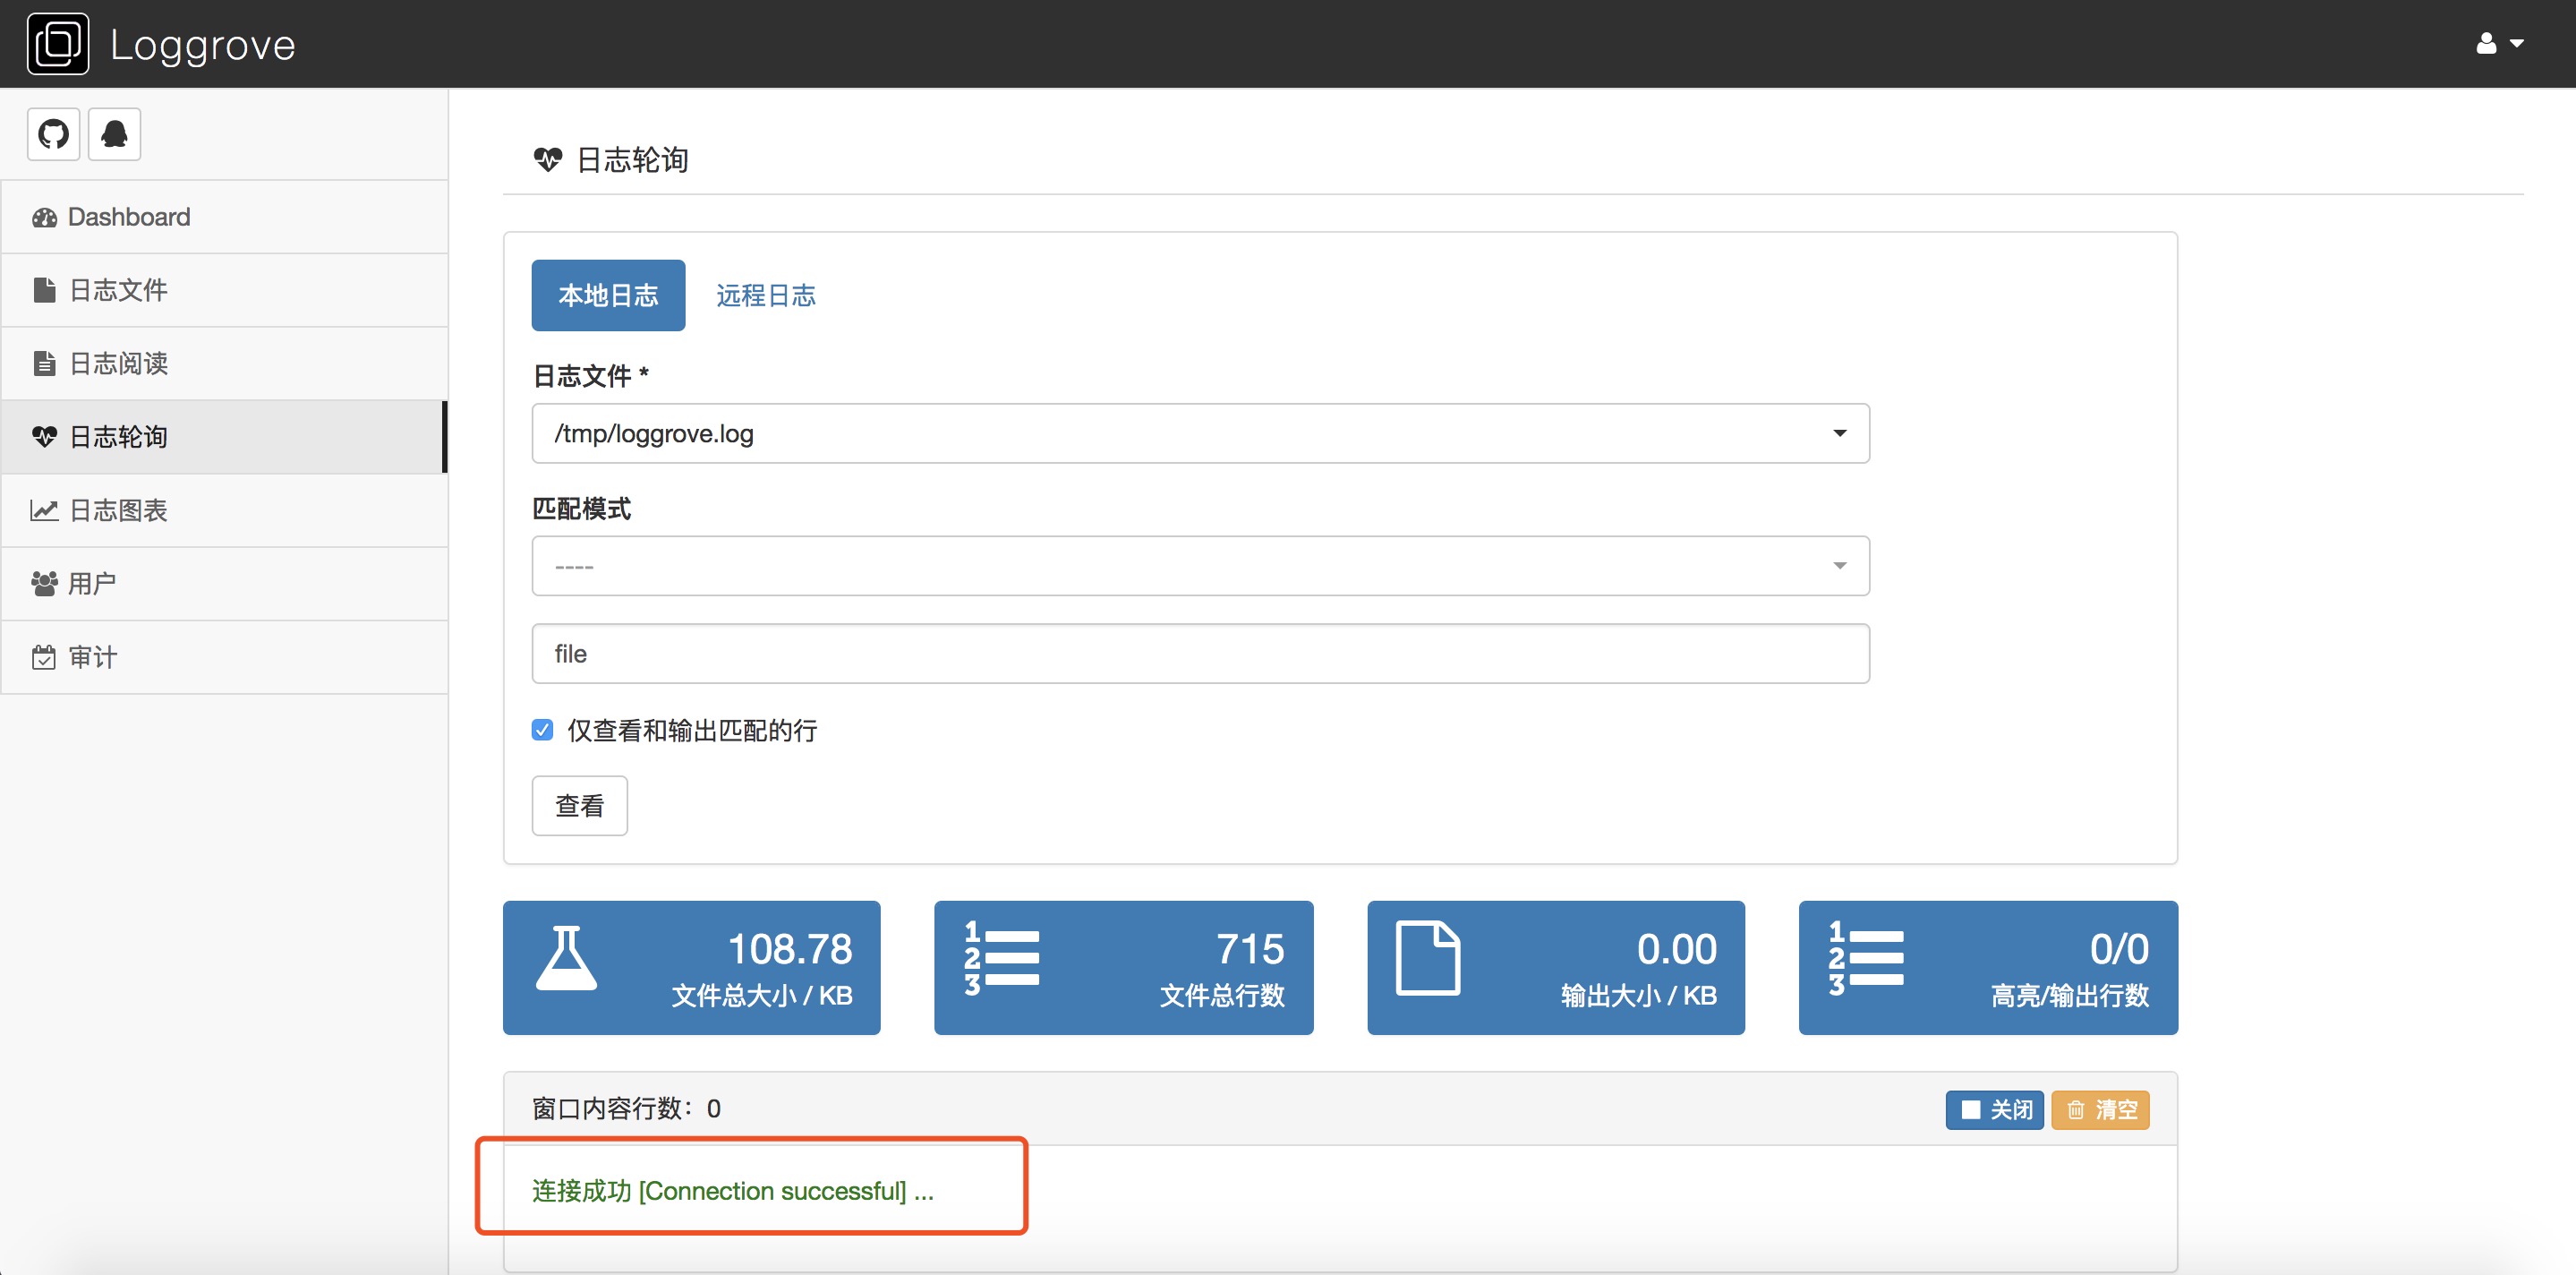 Loggrove
Dashboard
日志文件
日志阅读
日志轮询
日志图表
用户
审计
日志轮询
本地日志 远程日志
日志文件 *
/tmp/loggrove.log
匹配模式
----
file
仅查看和输出匹配的行
查看
108.78
文件总大小 / KB
715
文件总行数
0.00
输出大小 / KB
0/0
高亮/输出行数
窗口内容行数：0
关闭 清空
连接成功 [Connection successful] ...